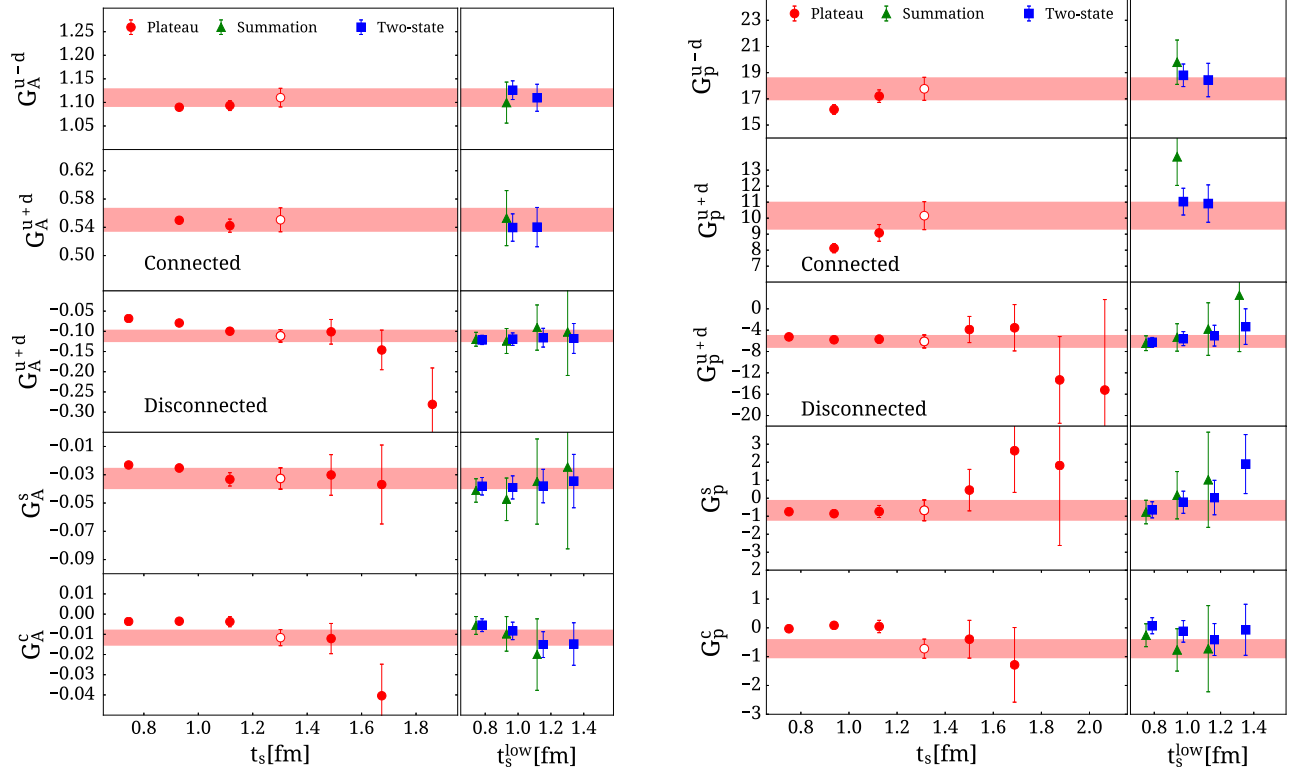 Plateau Summation Two-state
G_A^{u−d}
1.25
1.20
1.15
1.10
1.05
G_A^{u+d}
0.62
0.58
0.54
0.50
Connected
G_A^{u+d}
−0.05
−0.10
−0.15
−0.20
−0.25
−0.30
Disconnected
G_A^s
−0.01
−0.03
−0.05
−0.07
−0.09
G_A^c
0.01
0.00
−0.01
−0.02
−0.03
−0.04
0.8 1.0 1.2 1.4 1.6 1.8
t_s[fm]
0.8 1.0 1.2 1.4
t_s^{low}[fm]
Plateau Summation Two-state
G_p^{u−d}
23
21
19
17
15
G_p^{u+d}
13
12
11
10
9
8
7
Connected
G_p^{u+d}
0
−4
−8
−12
−16
−20
Disconnected
G_p^s
3
2
1
0
−1
−2
−3
G_p^c
2
1
0
−1
−2
−3
0.8 1.0 1.2 1.4 1.6 1.8 2.0
t_s[fm]
0.8 1.0 1.2 1.4
t_s^{low}[fm]